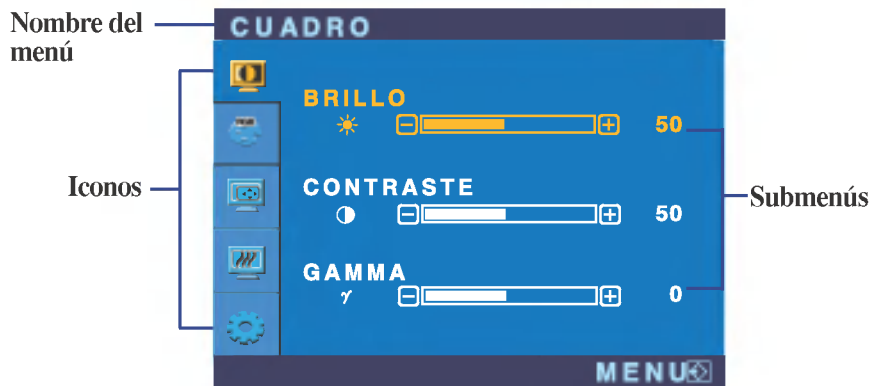 Nombre del
menú
CUADRO
BRILLO
50
Iconos
CONTRASTE
50
Submenús
GAMMA
γ
0
MENU